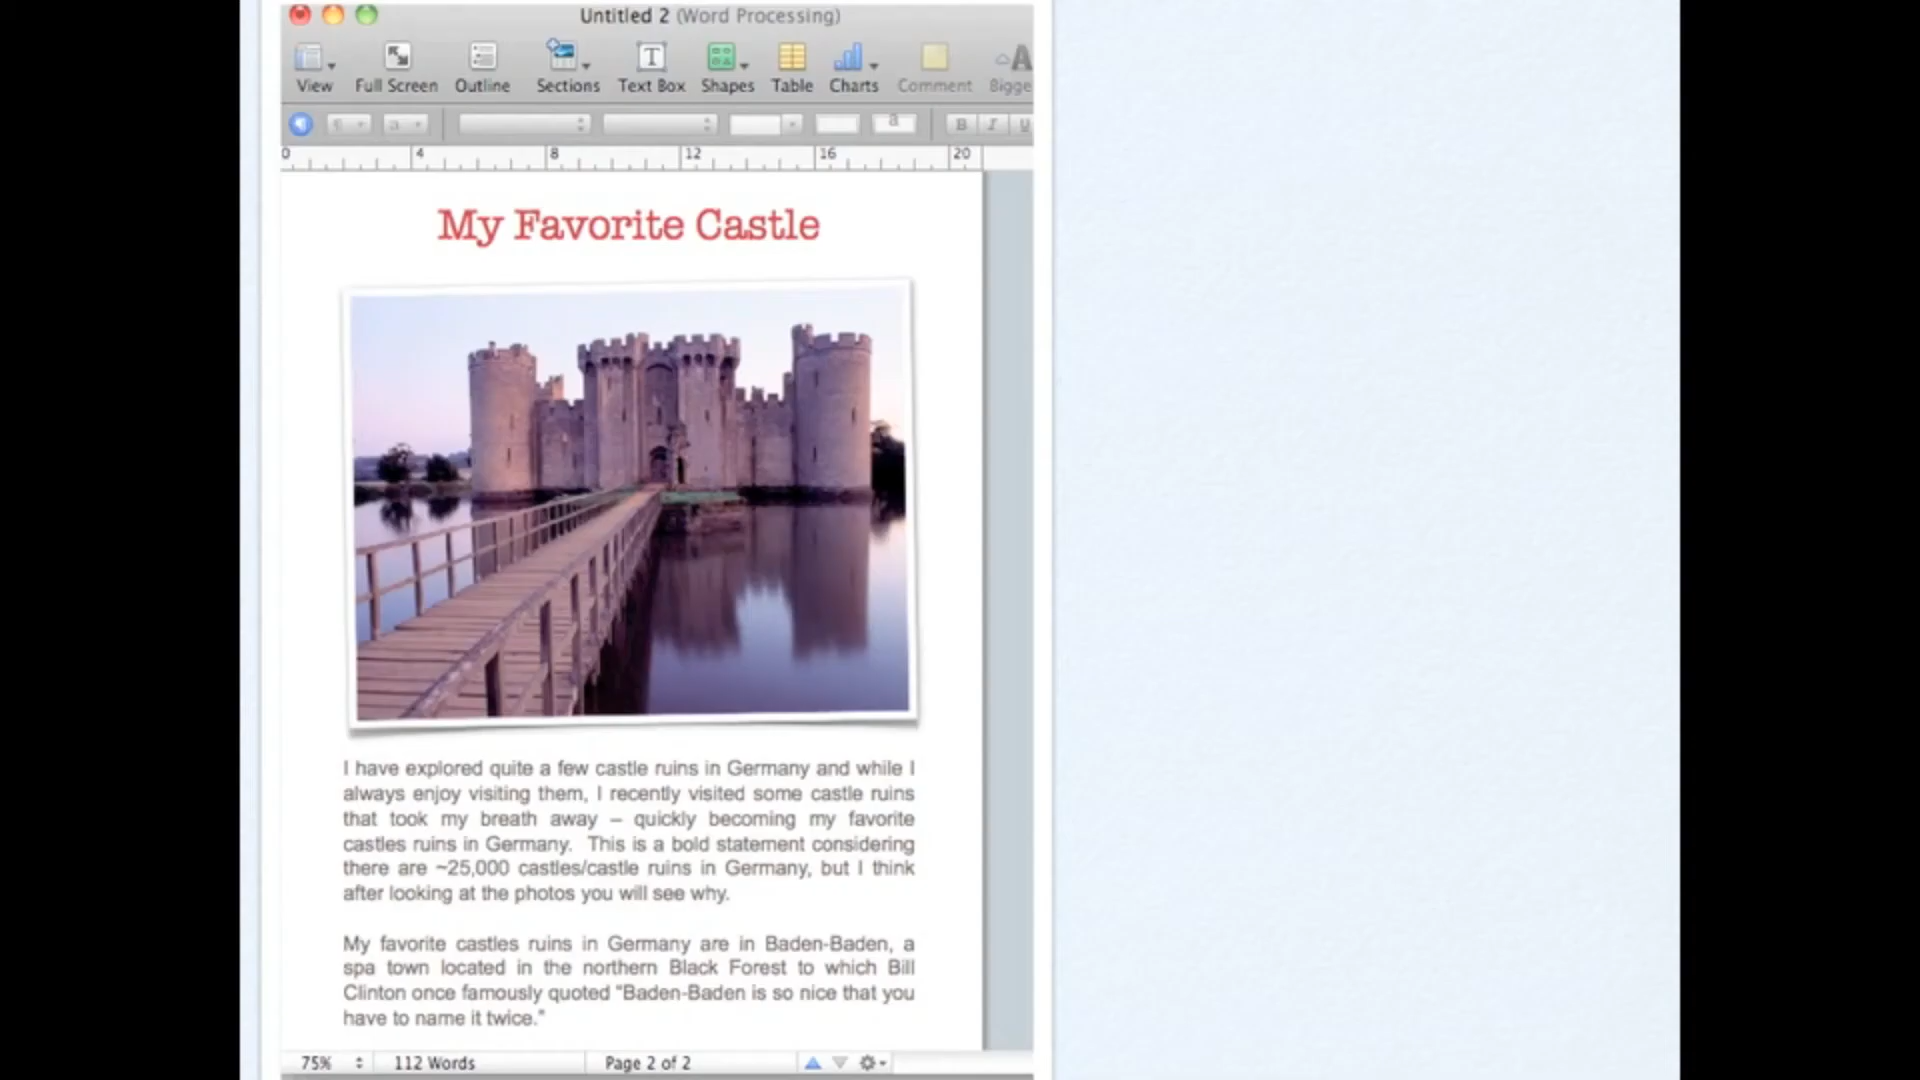 Untitled 2 (Word Processing)
View Full Screen Outline Sections Text Box Shapes Table Charts Comment Bigge
a B I U
0 4 8 12 16 20
My Favorite Castle
I have explored quite a few castle ruins in Germany and while I
always enjoy visiting them, I recently visited some castle ruins
that took my breath away – quickly becoming my favorite
castles ruins in Germany. This is a bold statement considering
there are ~25,000 castles/castle ruins in Germany, but I think
after looking at the photos you will see why.
My favorite castles ruins in Germany are in Baden-Baden, a
spa town located in the northern Black Forest to which Bill
Clinton once famously quoted "Baden-Baden is so nice that you
have to name it twice."
75% 112 Words Page 2 of 2